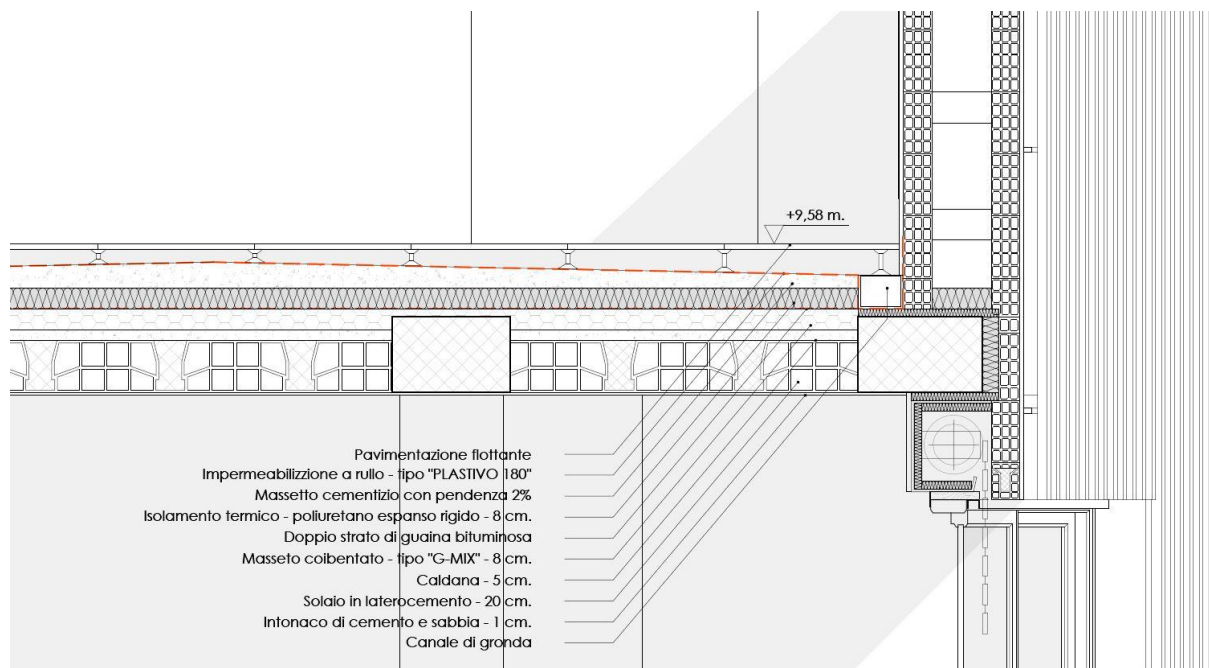 +9,58 m.
Pavimentazione flottante
Impermeabilizzione a rullo - tipo "PLASTIVO 180"
Massetto cementizio con pendenza 2%
Isolamento termico - poliuretano espanso rigido - 8 cm.
Doppio strato di guaina bituminosa
Masseto coibentato - tipo "G-MIX" - 8 cm.
Caldana - 5 cm.
Solaio in laterocemento - 20 cm.
Intonaco di cemento e sabbia - 1 cm.
Canale di gronda